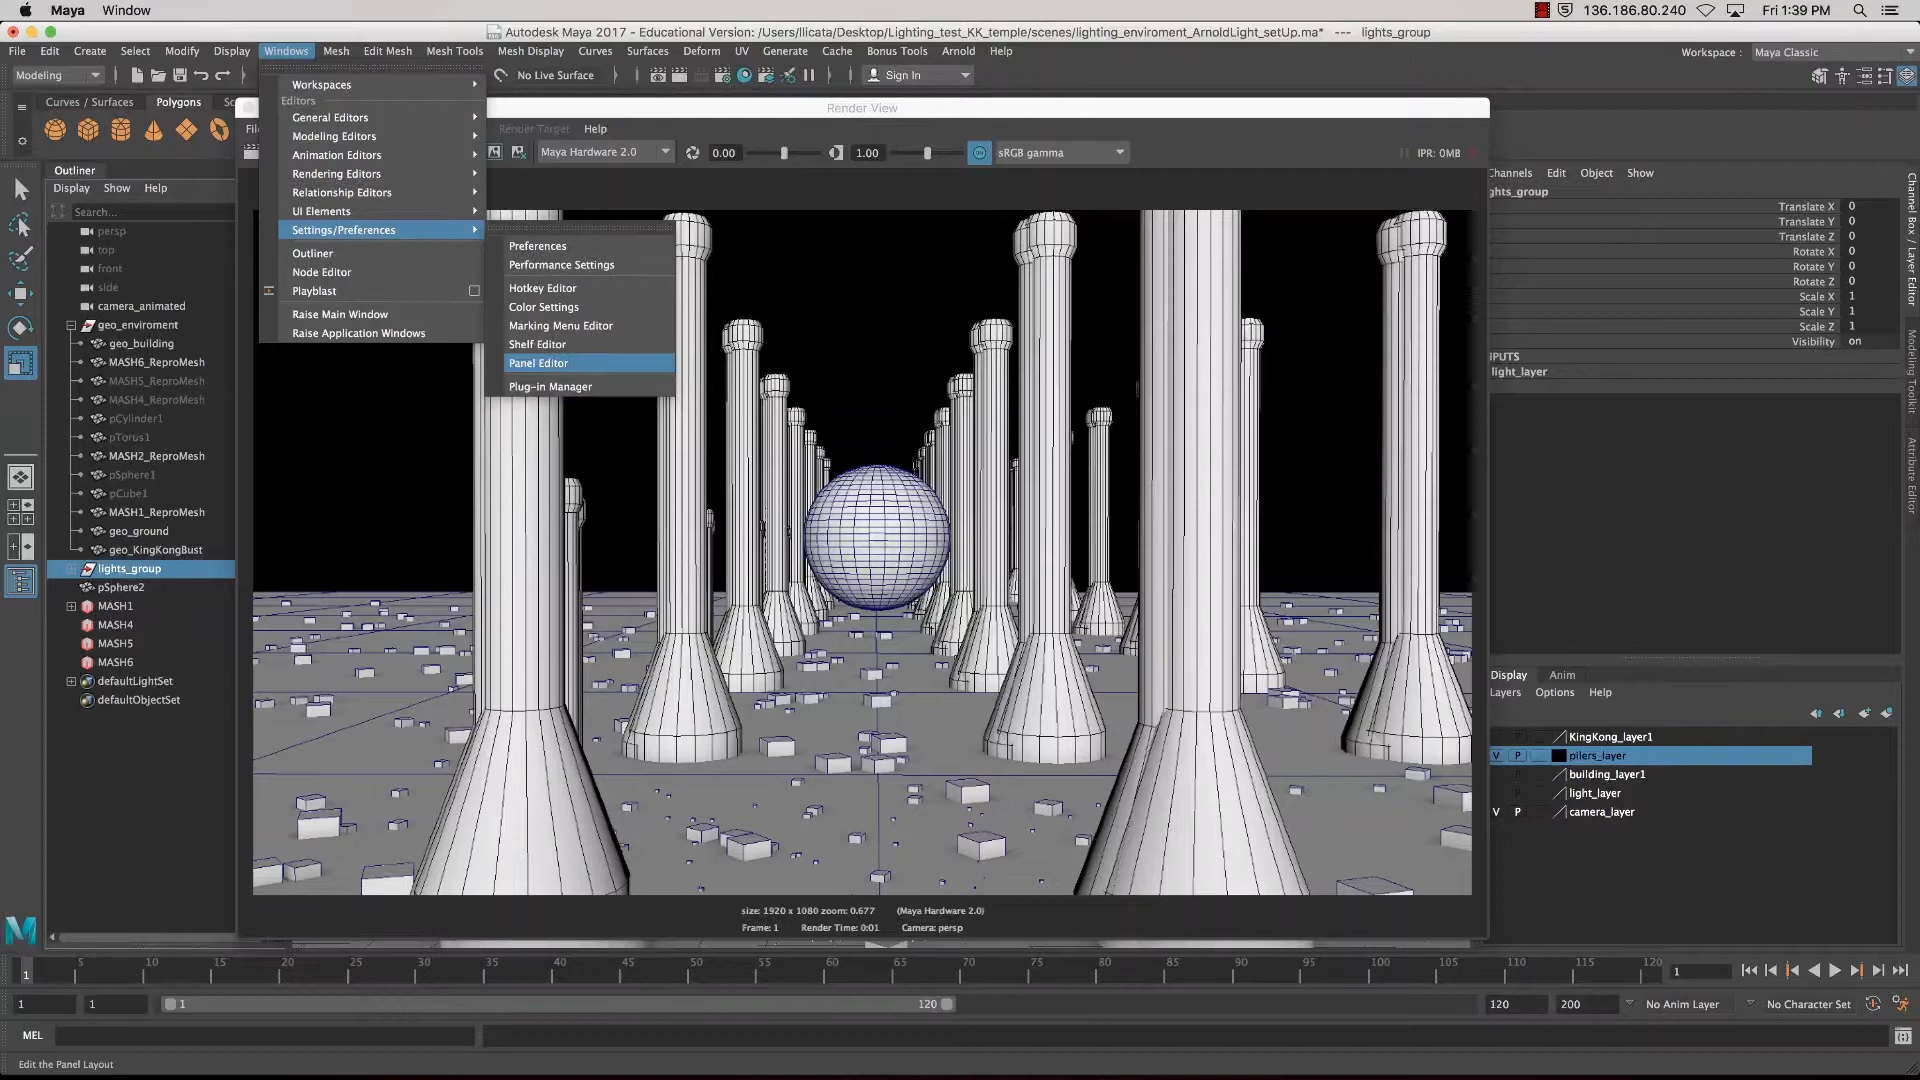 Maya Window
136.186.80.240 Fri 1:39 PM
Autodesk Maya 2017 - Educational Version: /Users/llicata/Desktop/Lighting_test_KK_temple/scenes/lighting_enviroment_ArnoldLight_setUp.ma* --- lights_group
File Edit Create Select Modify Display Windows Mesh Edit Mesh Mesh Tools Mesh Display Curves Surfaces Deform UV Generate Cache Bonus Tools Arnold Help
Workspace : Maya Classic
Modeling
No Live Surface
Sign In
Curves / Surfaces Polygons
Render View
Render Target Help
Maya Hardware 2.0 0.00 1.00 sRGB gamma IPR: 0MB
Workspaces
Editors
General Editors
Modeling Editors
Animation Editors
Rendering Editors
Relationship Editors
UI Elements
Settings/Preferences
Outliner
Node Editor
Playblast
Raise Main Window
Raise Application Windows
Preferences
Performance Settings
Hotkey Editor
Color Settings
Marking Menu Editor
Shelf Editor
Panel Editor
Plug-in Manager
Outliner
Display Show Help
Search...
persp
top
front
side
camera_animated
geo_enviroment
geo_building
MASH6_ReproMesh
MASH5_ReproMesh
MASH4_ReproMesh
pCylinder1
pTorus1
MASH2_ReproMesh
pSphere1
pCube1
MASH1_ReproMesh
geo_ground
geo_KingKongBust
lights_group
pSphere2
MASH1
MASH4
MASH5
MASH6
defaultLightSet
defaultObjectSet
size: 1920 x 1080 zoom: 0.677 (Maya Hardware 2.0)
Frame: 1 Render Time: 0:01 Camera: persp
Channels Edit Object Show
ghts_group
Translate X 0
Translate Y 0
Translate Z 0
Rotate X 0
Rotate Y 0
Rotate Z 0
Scale X 1
Scale Y 1
Scale Z 1
Visibility on
INPUTS
light_layer
Channel Box / Layer Editor
Modeling Toolkit
Attribute Editor
Display Anim
Layers Options Help
KingKong_layer1
V P pilers_layer
building_layer1
light_layer
V P camera_layer
1 5 10 15 20 25 30 35 40 45 50 55 60 65 70 75 80 85 90 95 100 105 110 115 120 1
1 1 1 120 120 200 No Anim Layer No Character Set
MEL
Edit the Panel Layout